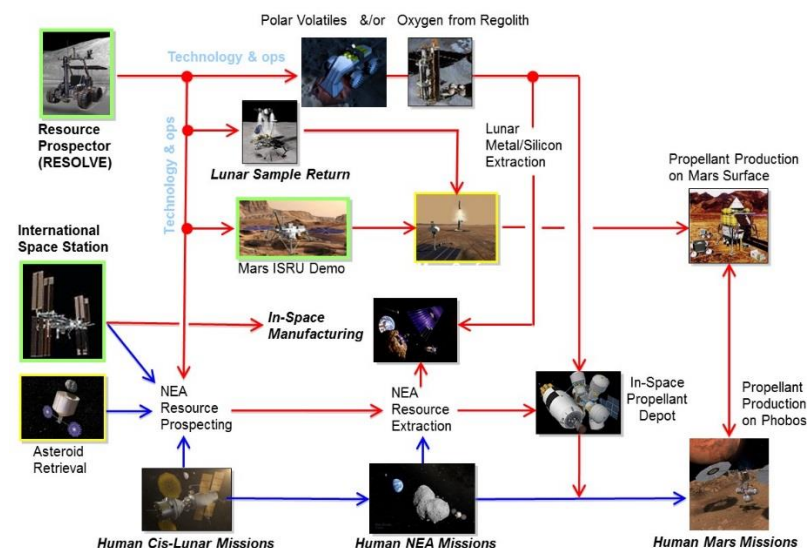 Polar Volatiles &/or Oxygen from Regolith
Technology & ops
Resource
Prospector
(RESOLVE)
Technology & ops
Lunar Sample Return
Lunar
Metal/Silicon
Extraction
Propellant Production
on Mars Surface
International
Space Station
Mars ISRU Demo
In-Space
Manufacturing
NEA
Resource
Prospecting
NEA
Resource
Extraction
In-Space
Propellant
Depot
Propellant
Production
on Phobos
Asteroid
Retrieval
Human Cis-Lunar Missions
Human NEA Missions
Human Mars Missions